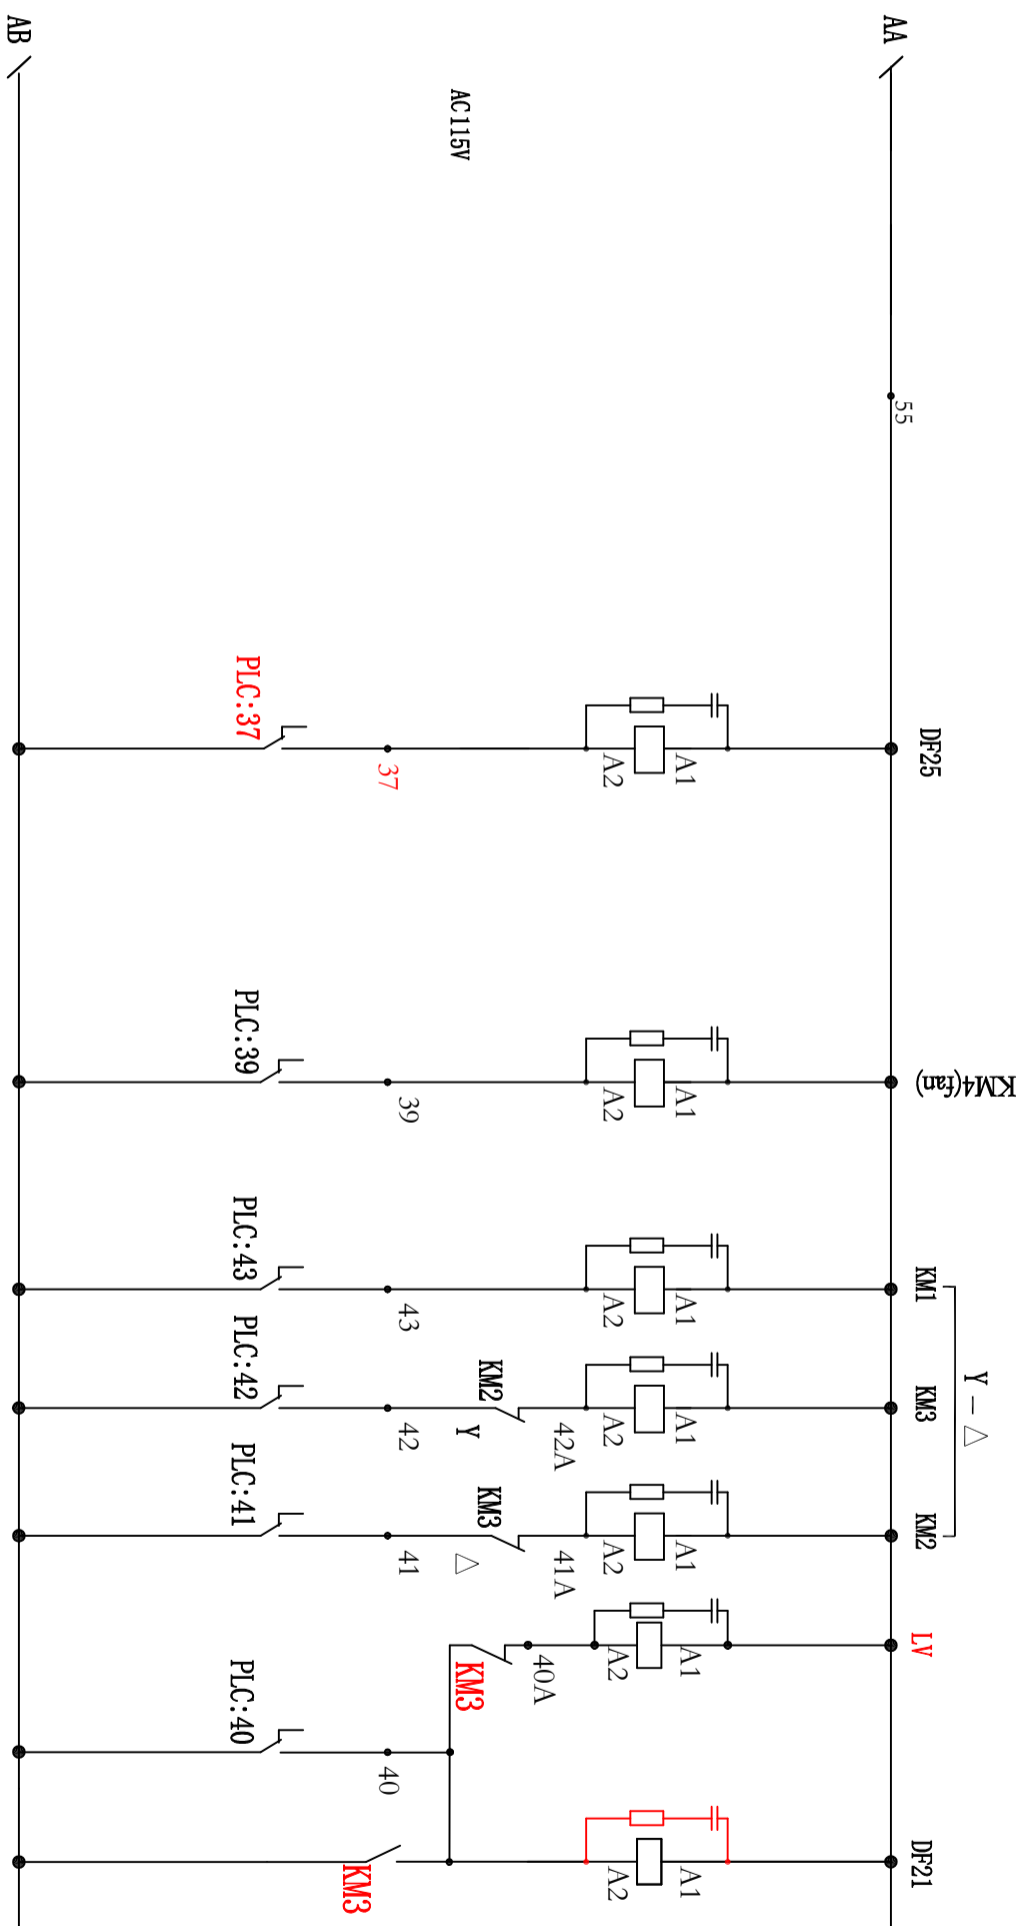 AB
AA
AC115V
55
PLC:37
37
A2
A1
DF25
PLC:39
39
A2
A1
KM4(fan)
PLC:43
43
A2
A1
KM1
Y — △
PLC:42
42
KM2
Y
42A
A2
A1
KM3
PLC:41
41
KM3
△
41A
A2
A1
KM2
KM3
40A
A2
A1
LV
PLC:40
40
KM3
A2
A1
DF21